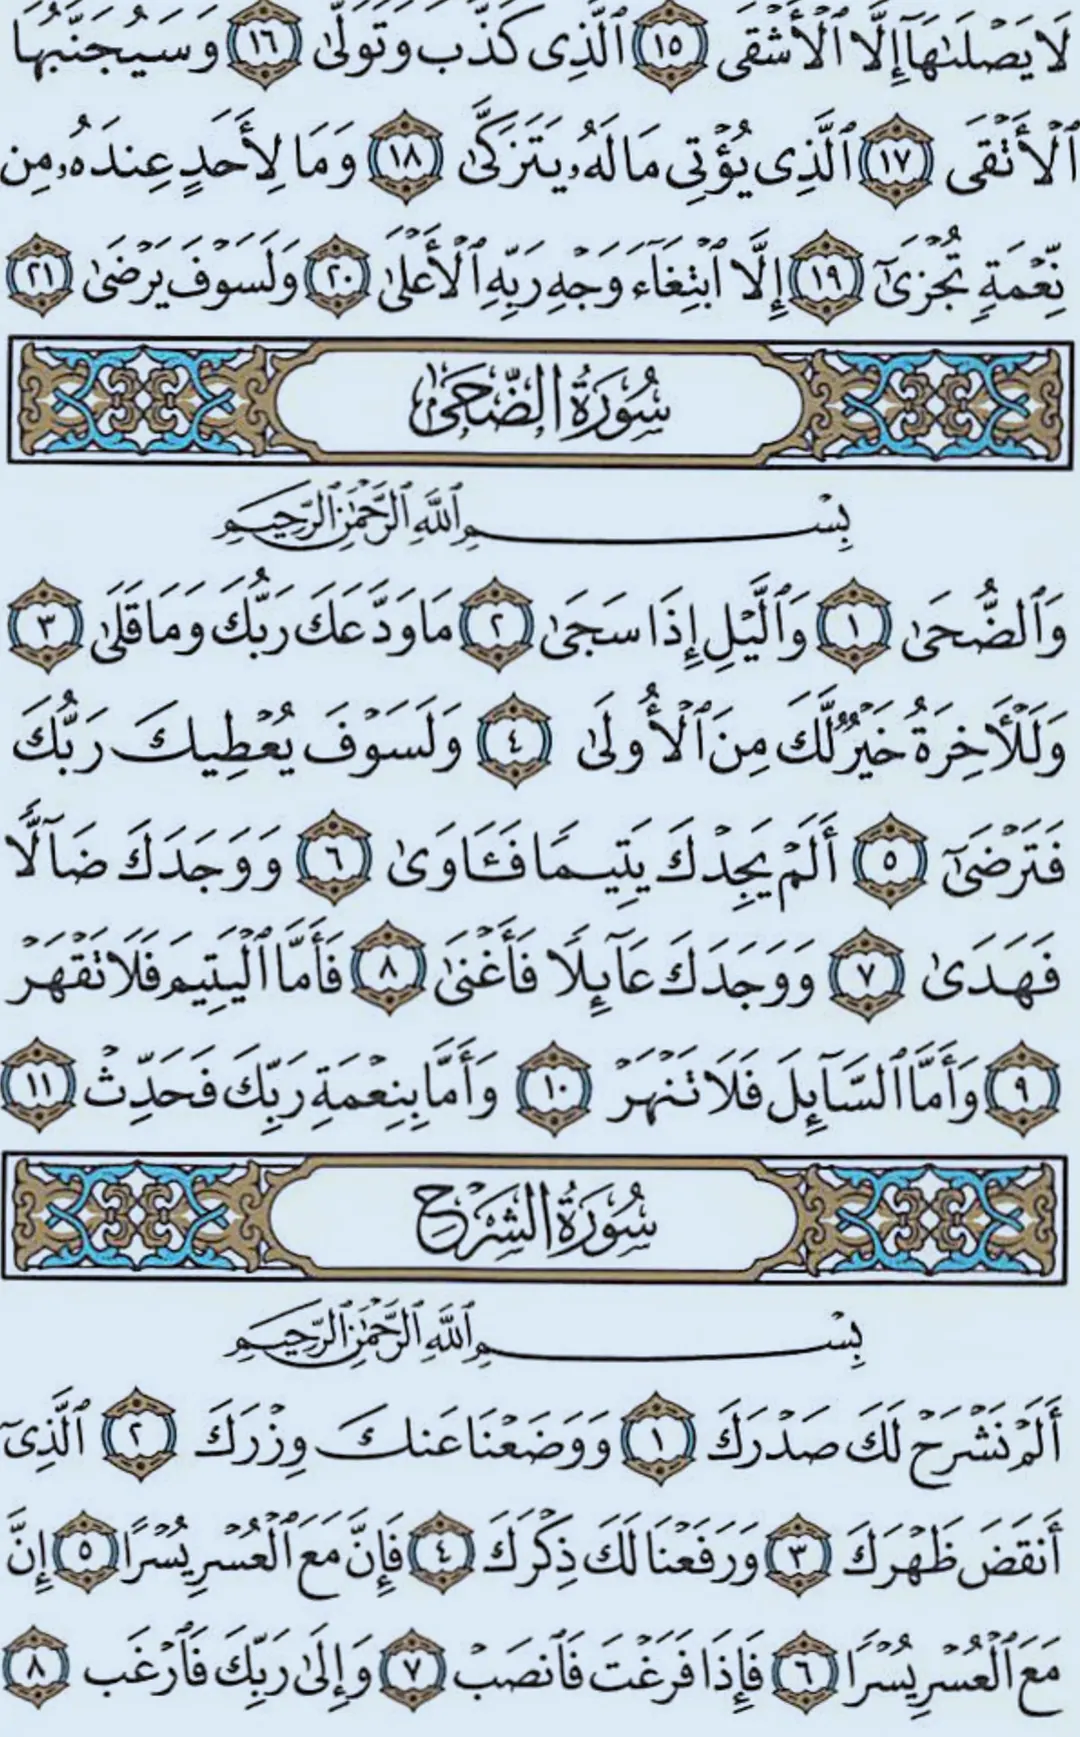 لَا يَصْلَىٰهَآ إِلَّا ٱلْأَشْقَى ١٥ ٱلَّذِى كَذَّبَ وَتَوَلَّىٰ ١٦ وَسَيُجَنَّبُهَا
ٱلْأَتْقَى ١٧ ٱلَّذِى يُؤْتِى مَالَهُۥ يَتَزَكَّىٰ ١٨ وَمَا لِأَحَدٍ عِندَهُۥ مِن
نِّعْمَةٍ تُجْزَىٰٓ ١٩ إِلَّا ٱبْتِغَآءَ وَجْهِ رَبِّهِ ٱلْأَعْلَىٰ ٢٠ وَلَسَوْفَ يَرْضَىٰ ٢١
سُورَةُ الضُّحَىٰ
بِسْمِ ٱللَّهِ ٱلرَّحْمَٰنِ ٱلرَّحِيمِ
وَٱلضُّحَىٰ ١ وَٱلَّيْلِ إِذَا سَجَىٰ ٢ مَا وَدَّعَكَ رَبُّكَ وَمَا قَلَىٰ ٣
وَلَلْءَاخِرَةُ خَيْرٌ لَّكَ مِنَ ٱلْأُولَىٰ ٤ وَلَسَوْفَ يُعْطِيكَ رَبُّكَ
فَتَرْضَىٰٓ ٥ أَلَمْ يَجِدْكَ يَتِيمًا فَـَٔاوَىٰ ٦ وَوَجَدَكَ ضَآلًّا
فَهَدَىٰ ٧ وَوَجَدَكَ عَآئِلًا فَأَغْنَىٰ ٨ فَأَمَّا ٱلْيَتِيمَ فَلَا تَقْهَرْ
٩ وَأَمَّا ٱلسَّآئِلَ فَلَا تَنْهَرْ ١٠ وَأَمَّا بِنِعْمَةِ رَبِّكَ فَحَدِّثْ ١١
سُورَةُ الشَّرْحِ
بِسْمِ ٱللَّهِ ٱلرَّحْمَٰنِ ٱلرَّحِيمِ
أَلَمْ نَشْرَحْ لَكَ صَدْرَكَ ١ وَوَضَعْنَا عَنكَ وِزْرَكَ ٢ ٱلَّذِىٓ
أَنقَضَ ظَهْرَكَ ٣ وَرَفَعْنَا لَكَ ذِكْرَكَ ٤ فَإِنَّ مَعَ ٱلْعُسْرِ يُسْرًا ٥ إِنَّ
مَعَ ٱلْعُسْرِ يُسْرًا ٦ فَإِذَا فَرَغْتَ فَٱنصَبْ ٧ وَإِلَىٰ رَبِّكَ فَٱرْغَب ٨